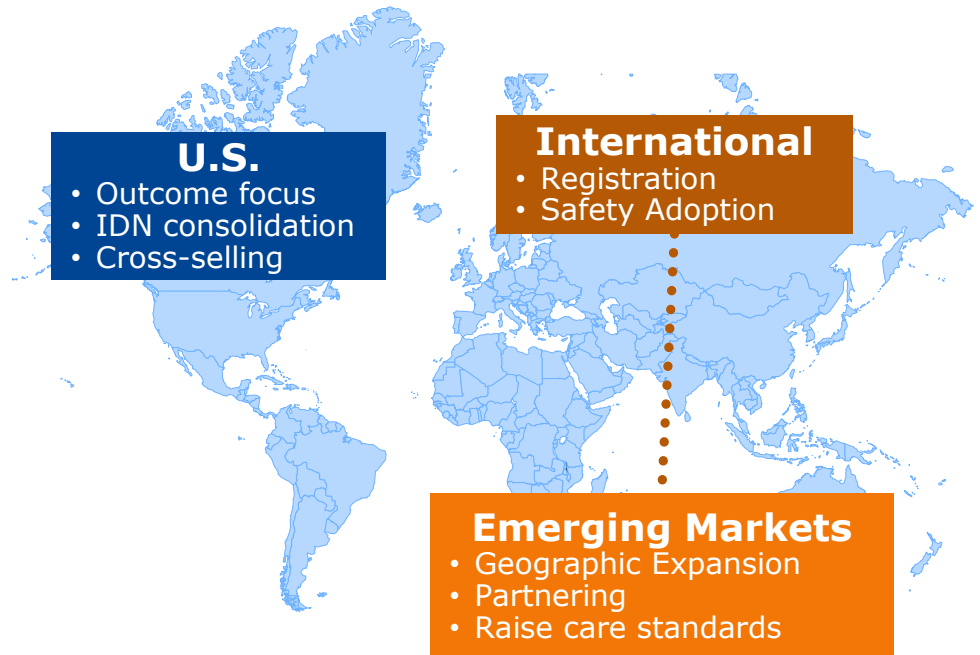 U.S.
• Outcome focus
• IDN consolidation
• Cross-selling
International
• Registration
• Safety Adoption
Emerging Markets
• Geographic Expansion
• Partnering
• Raise care standards